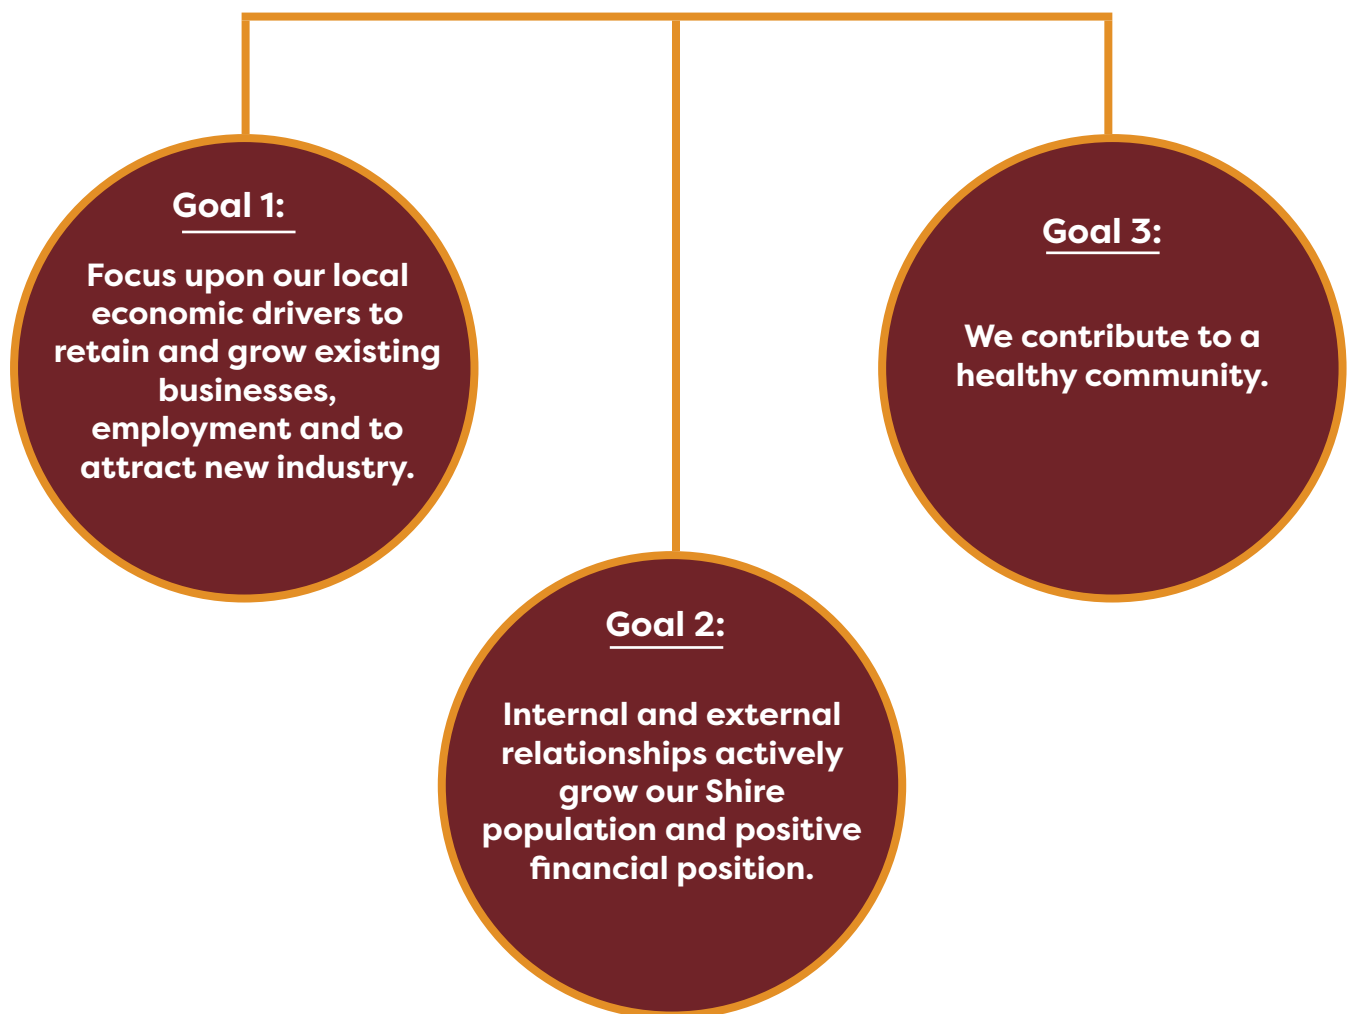 Goal 1:
Focus upon our local
economic drivers to
retain and grow existing
businesses,
employment and to
attract new industry.
Goal 2:
Internal and external
relationships actively
grow our Shire
population and positive
financial position.
Goal 3:
We contribute to a
healthy community.